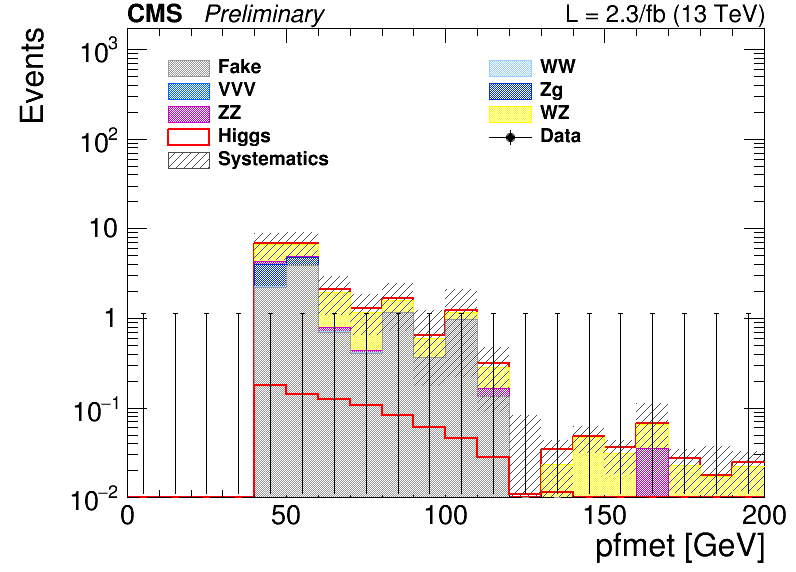 CMS Preliminary L = 2.3/fb (13 TeV)
Events
Fake WW
VVV Zg
ZZ WZ
Higgs Data
Systematics
10³
10²
10
1
10⁻¹
10⁻²
0 50 100 150 200
pfmet [GeV]